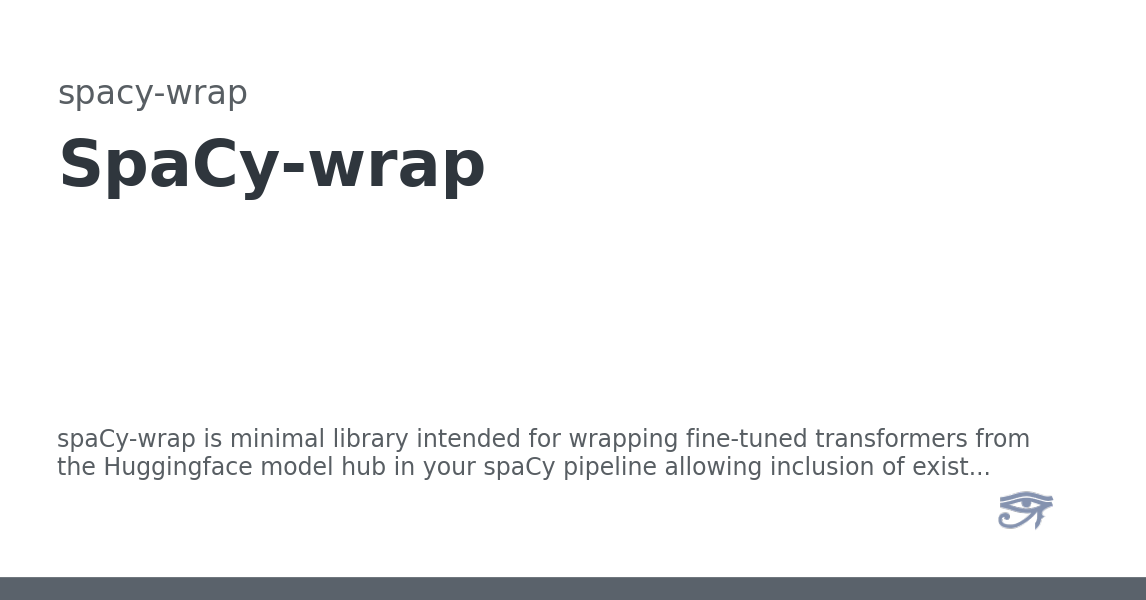 spacy-wrap
SpaCy-wrap
spaCy-wrap is minimal library intended for wrapping fine-tuned transformers from
the Huggingface model hub in your spaCy pipeline allowing inclusion of exist...